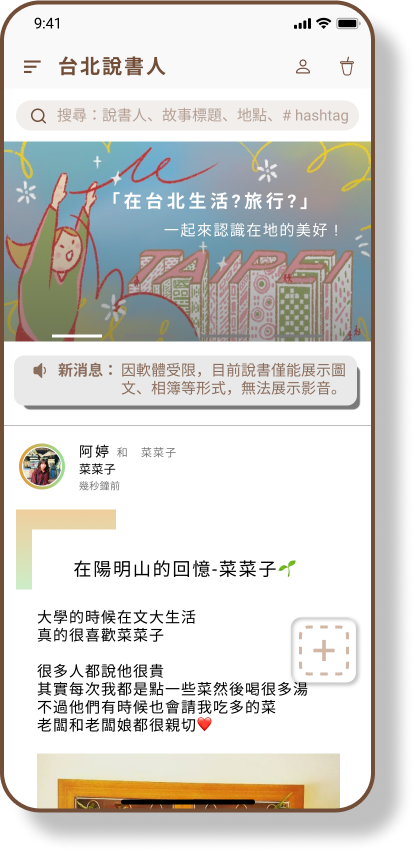 9:41
台北說書人
搜尋：說書人、故事標題、地點、# hashtag
「在台北生活?旅行?」
一起來認識在地的美好！
TAIPEI
新消息： 因軟體受限，目前說書僅能展示圖
文、相簿等形式，無法展示影音。
阿婷 和 菜菜子
菜菜子
幾秒鐘前
在陽明山的回憶-菜菜子🌱
大學的時候在文大生活
真的很喜歡菜菜子
很多人都說他很貴
其實每次我都是點一些菜然後喝很多湯
不過他們有時候也會請我吃多的菜
老闆和老闆娘都很親切❤️